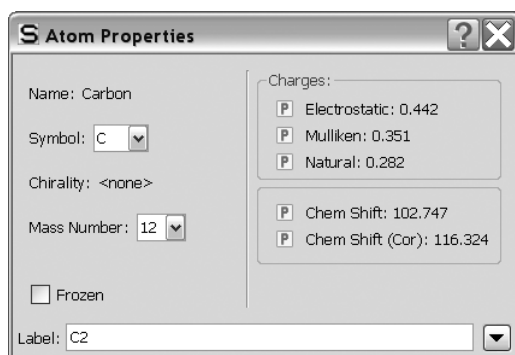 S Atom Properties
Name: Carbon
Symbol: C
Chirality: <none>
Mass Number: 12
Frozen
Charges:
P Electrostatic: 0.442
P Mulliken: 0.351
P Natural: 0.282
P Chem Shift: 102.747
P Chem Shift (Cor): 116.324
Label: C2